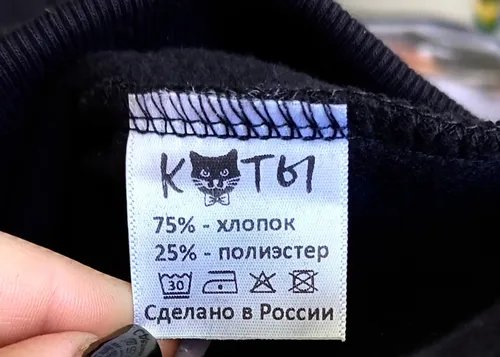 КОТЫ
75% - хлопок
25% - полиэстер
30
Сделано в России